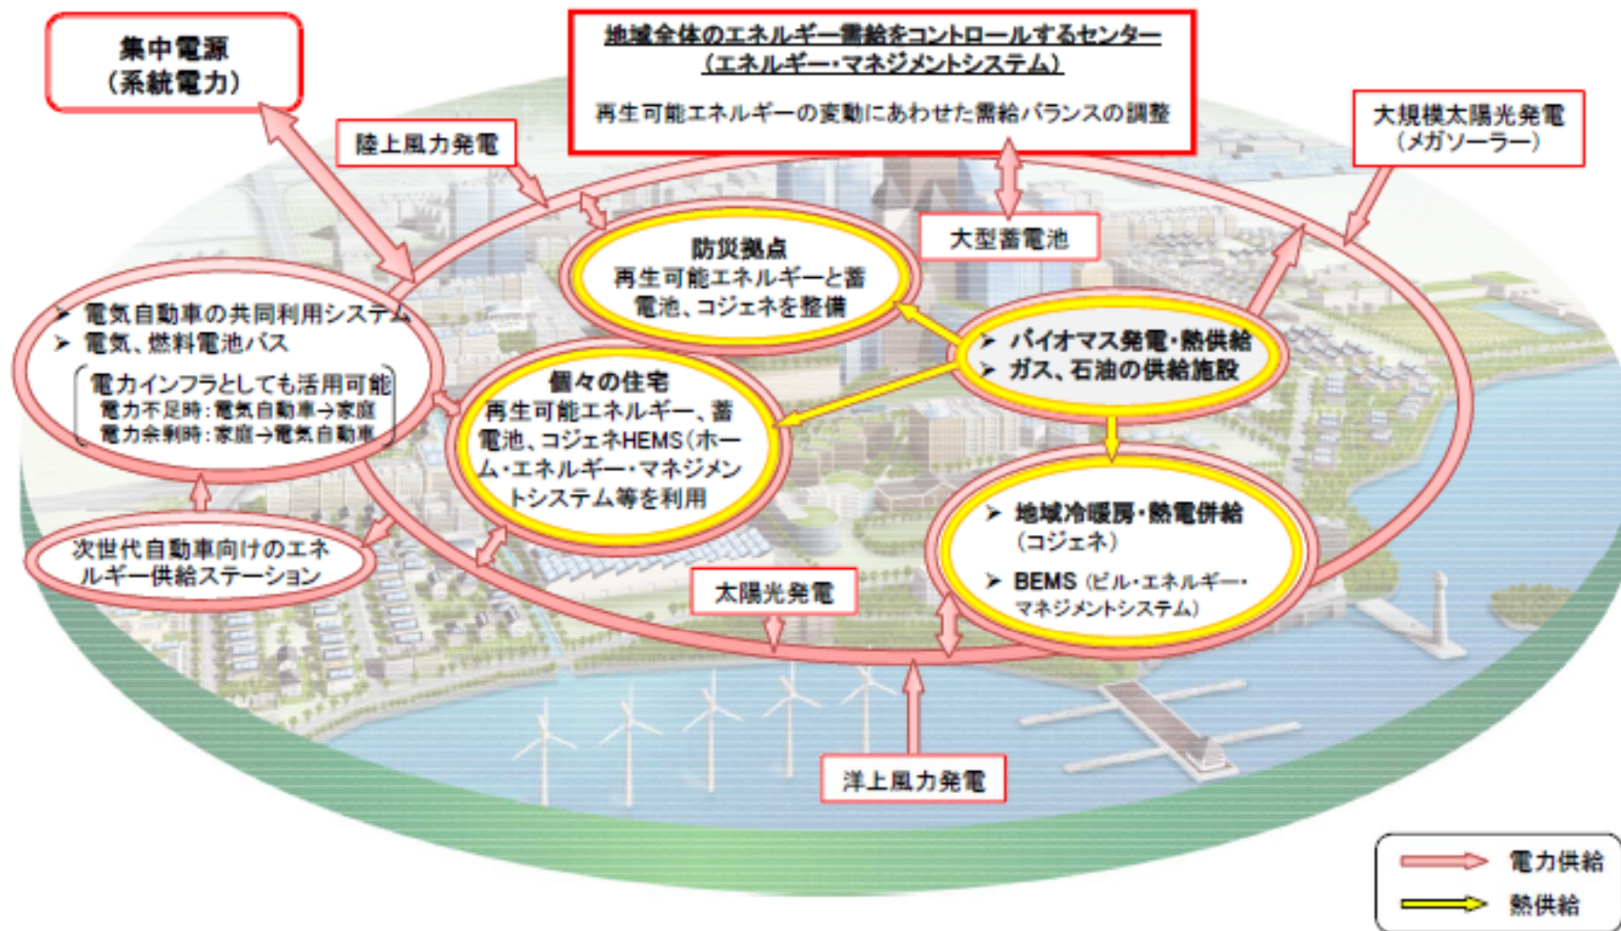 集中電源
（系統電力）
地域全体のエネルギー需給をコントロールするセンター
（エネルギー・マネジメントシステム）
再生可能エネルギーの変動にあわせた需給バランスの調整
大規模太陽光発電
（メガソーラー）
陸上風力発電
大型蓄電池
防災拠点
再生可能エネルギーと蓄
電池、コジェネを整備
➢ 電気自動車の共同利用システム
➢ 電気、燃料電池バス
電力インフラとしても活用可能
電力不足時：電気自動車→家庭
電力余剰時：家庭→電気自動車
➢ バイオマス発電・熱供給
➢ ガス、石油の供給施設
個々の住宅
再生可能エネルギー、蓄
電池、コジェネHEMS（ホー
ム・エネルギー・マネジメン
トシステム等を利用
➢ 地域冷暖房・熱電併給
（コジェネ）
➢ BEMS （ビル・エネルギー・
マネジメントシステム）
次世代自動車向けのエネ
ルギー供給ステーション
太陽光発電
洋上風力発電
電力供給
熱供給